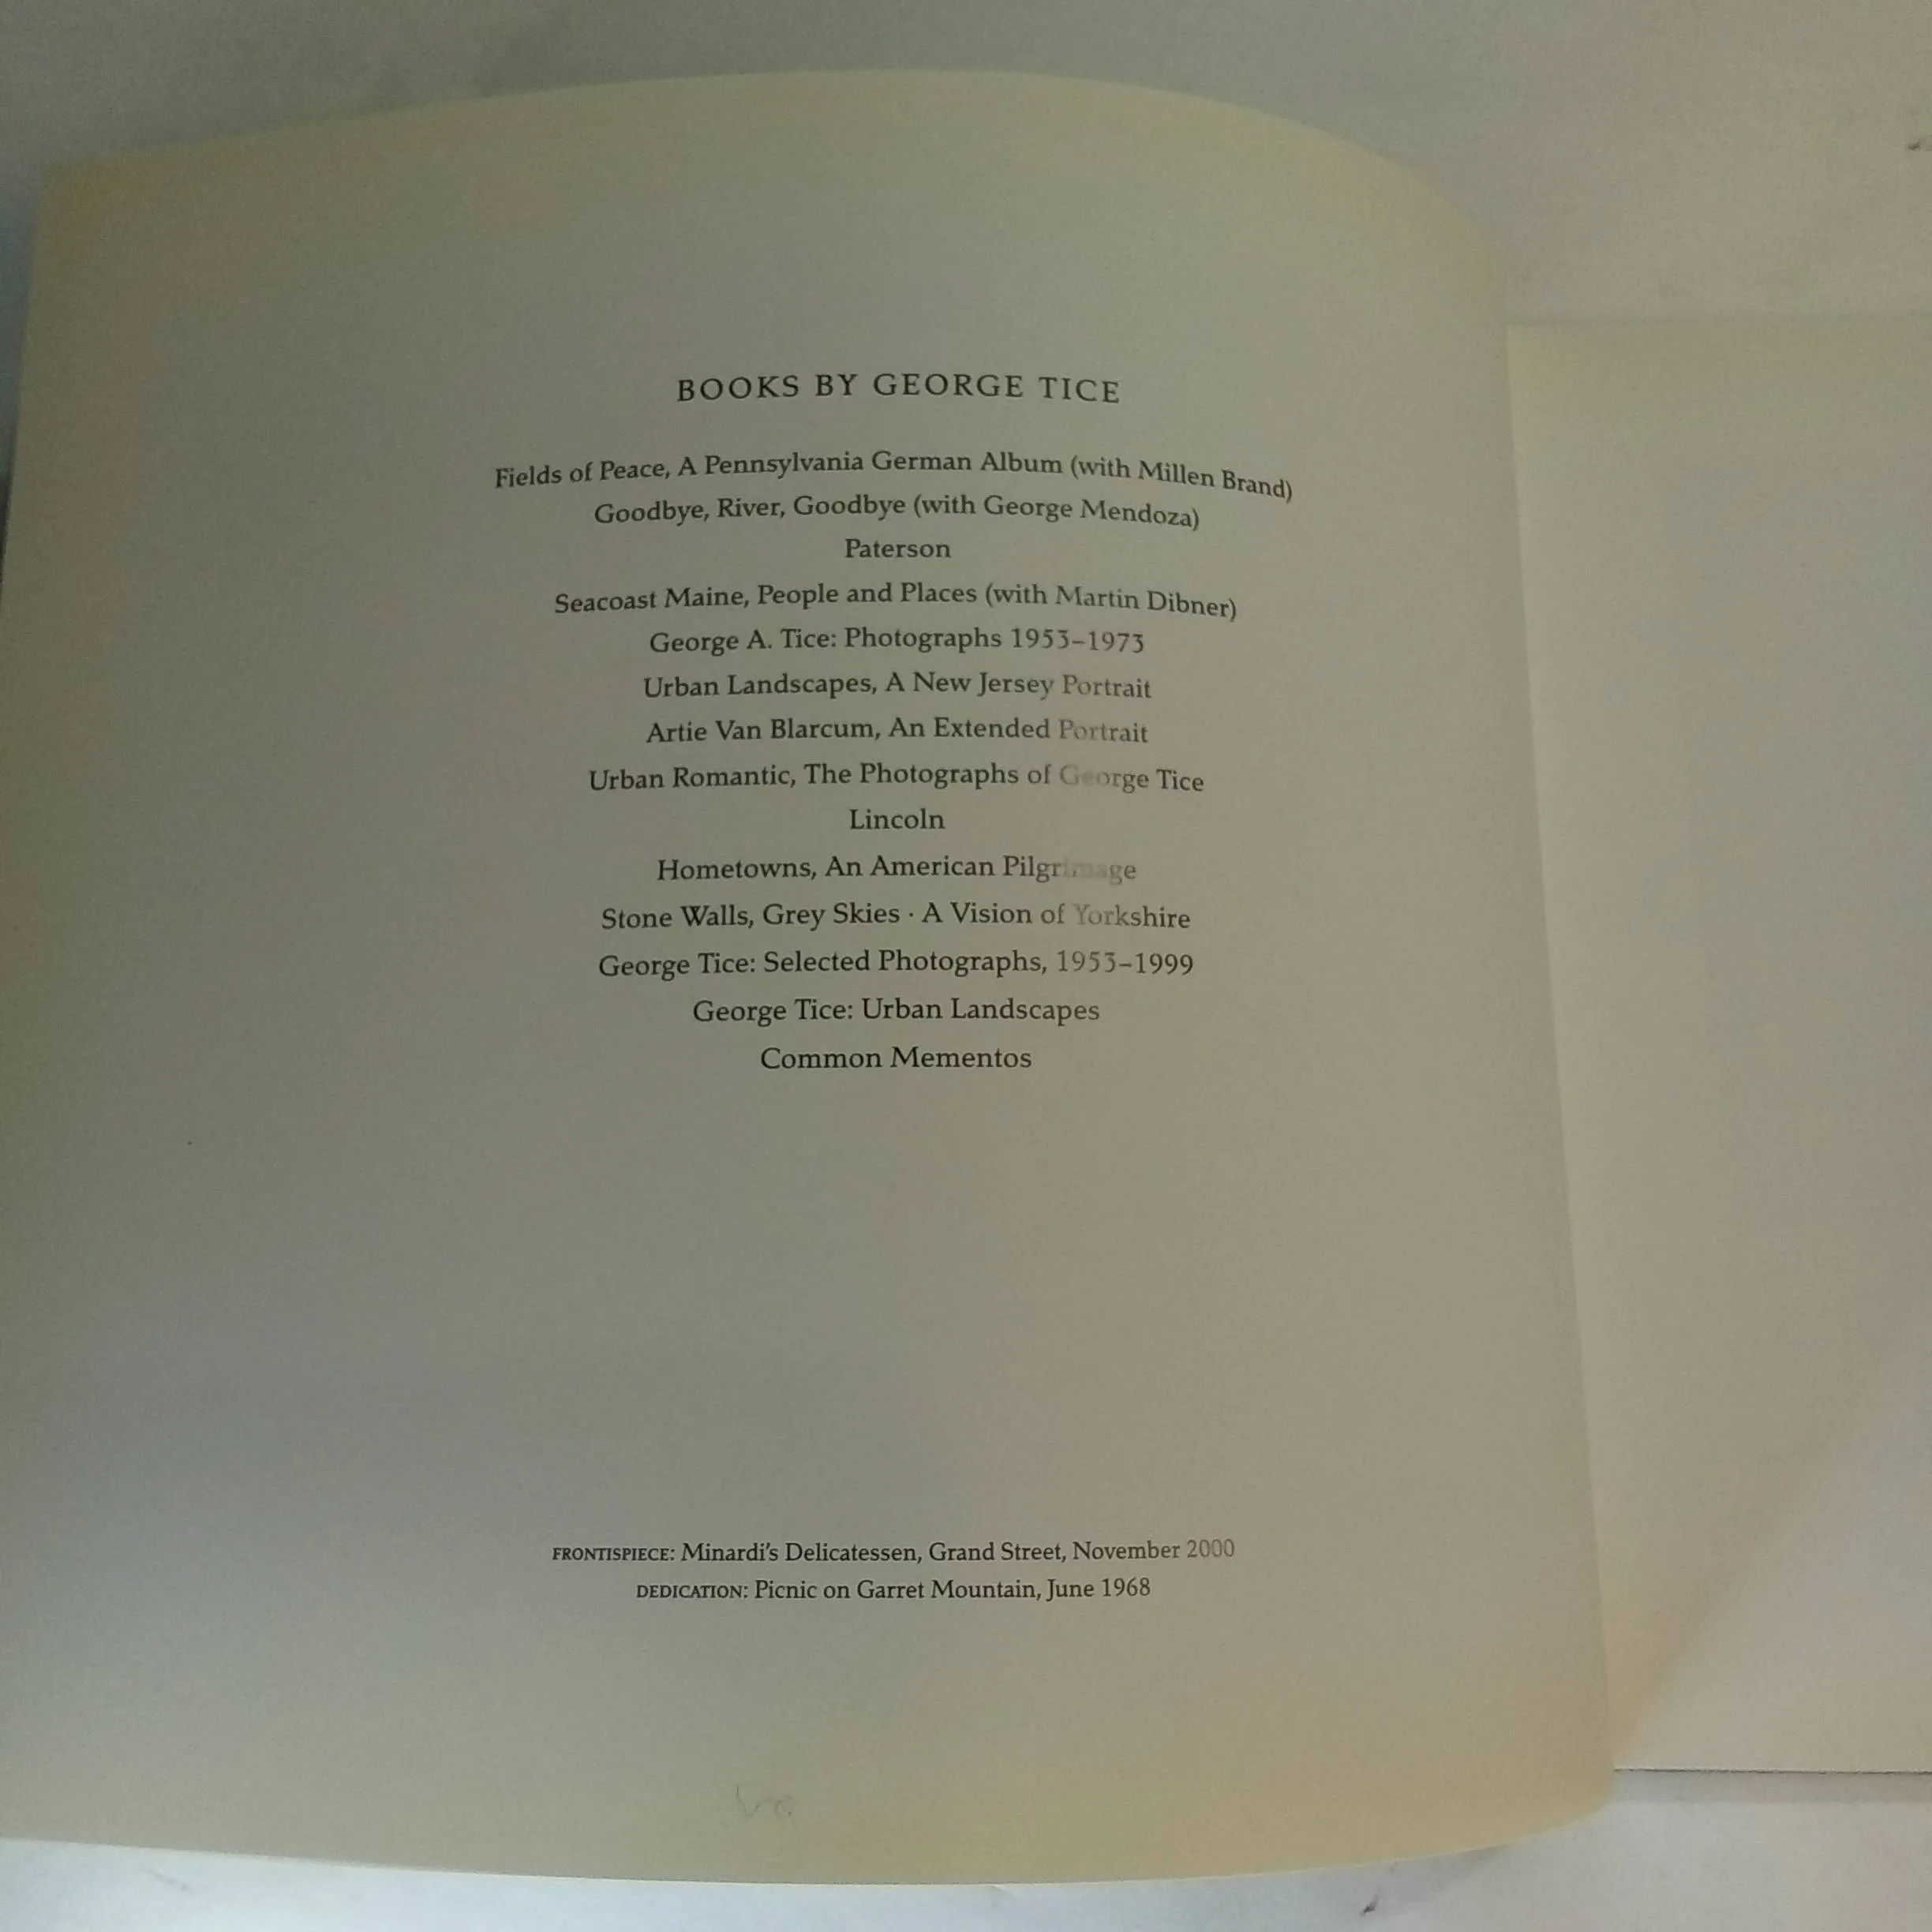 BOOKS BY GEORGE TICE
Fields of Peace, A Pennsylvania German Album (with Millen Brand)
Goodbye, River, Goodbye (with George Mendoza)
Paterson
Seacoast Maine, People and Places (with Martin Dibner)
George A. Tice: Photographs 1953–1973
Urban Landscapes, A New Jersey Portrait
Artie Van Blarcum, An Extended Portrait
Urban Romantic, The Photographs of George Tice
Lincoln
Hometowns, An American Pilgrimage
Stone Walls, Grey Skies · A Vision of Yorkshire
George Tice: Selected Photographs, 1953–1999
George Tice: Urban Landscapes
Common Mementos
FRONTISPIECE: Minardi's Delicatessen, Grand Street, November 2000
DEDICATION: Picnic on Garret Mountain, June 1968